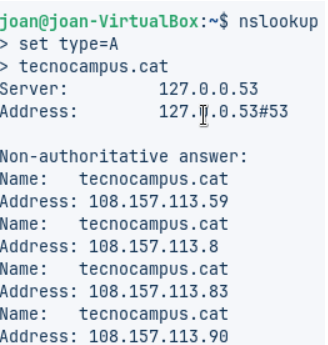 joan@joan-VirtualBox:~$ nslookup
> set type=A
> tecnocampus.cat
Server:         127.0.0.53
Address:        127.0.0.53#53

Non-authoritative answer:
Name:   tecnocampus.cat
Address: 108.157.113.59
Name:   tecnocampus.cat
Address: 108.157.113.8
Name:   tecnocampus.cat
Address: 108.157.113.83
Name:   tecnocampus.cat
Address: 108.157.113.90